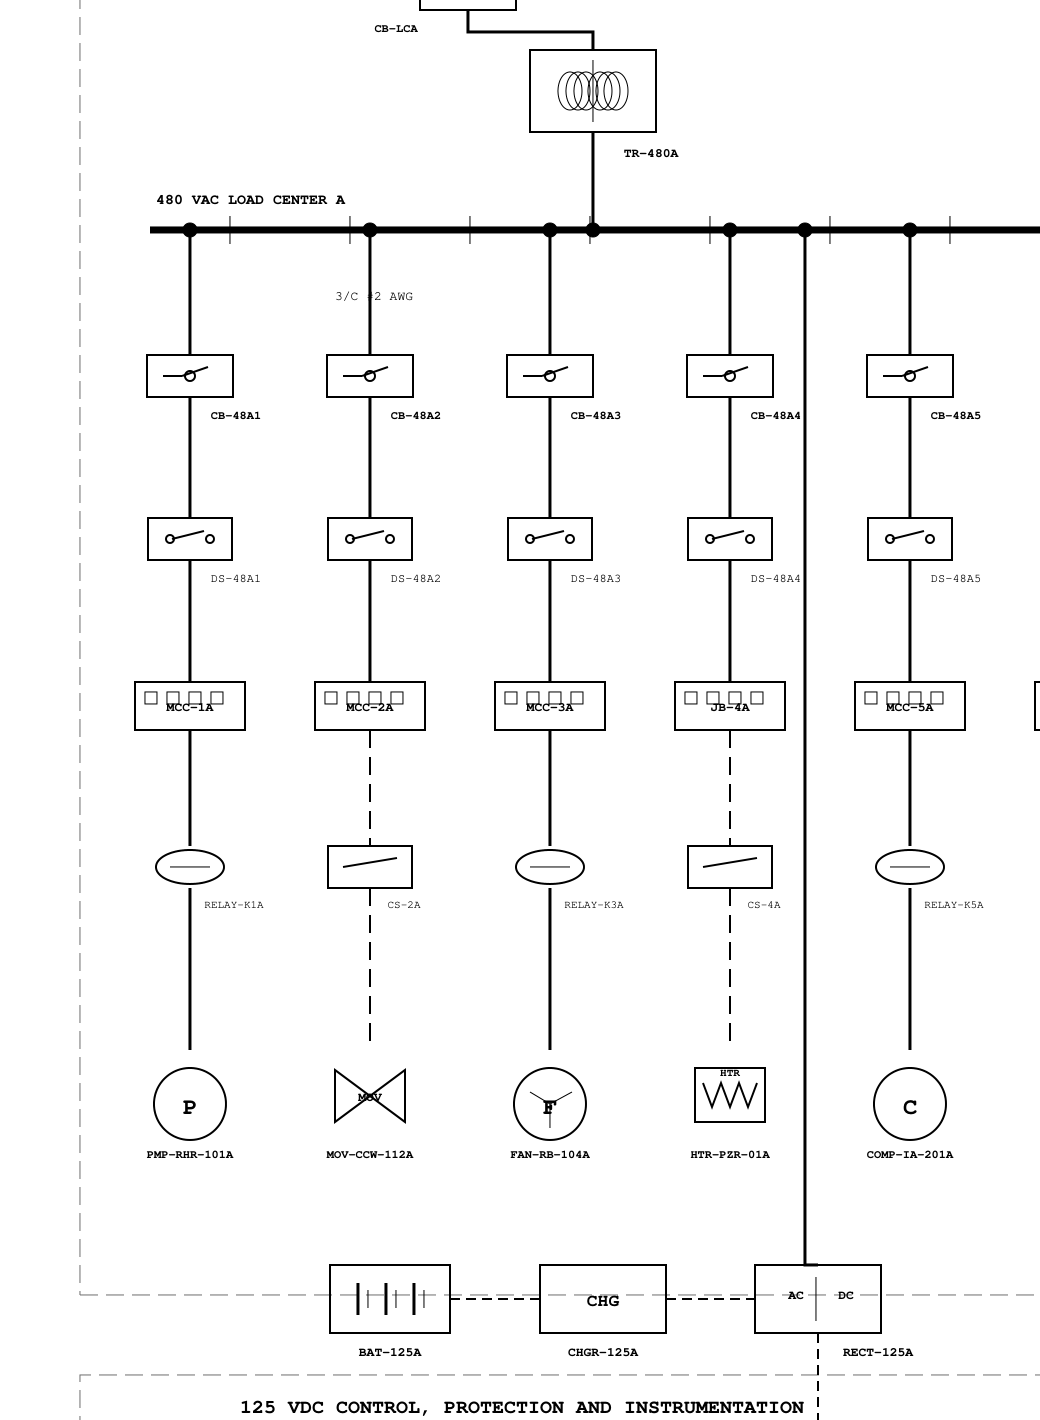 CB-LCA
TR-480A
480 VAC LOAD CENTER A
3/C #2 AWG
CB-48A1 CB-48A2 CB-48A3 CB-48A4 CB-48A5
DS-48A1 DS-48A2 DS-48A3 DS-48A4 DS-48A5
MCC-1A MCC-2A MCC-3A JB-4A MCC-5A
RELAY-K1A CS-2A RELAY-K3A CS-4A RELAY-K5A
HTR
P MOV F C
PMP-RHR-101A MOV-CCW-112A FAN-RB-104A HTR-PZR-01A COMP-IA-201A
CHG AC DC
BAT-125A CHGR-125A RECT-125A
125 VDC CONTROL, PROTECTION AND INSTRUMENTATION